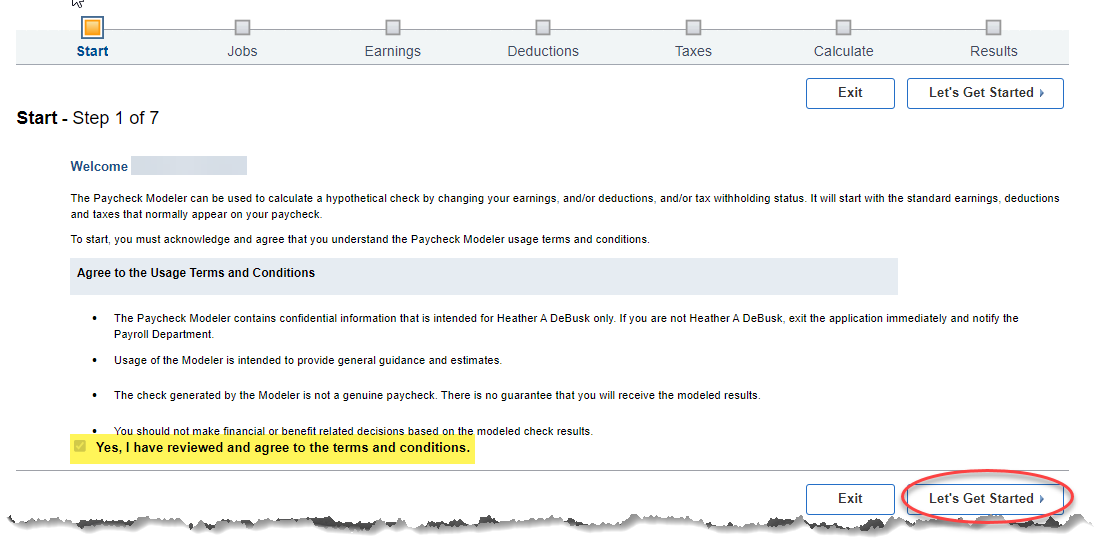 Start Jobs Earnings Deductions Taxes Calculate Results
Exit Let's Get Started
Start - Step 1 of 7
Welcome
The Paycheck Modeler can be used to calculate a hypothetical check by changing your earnings, and/or deductions, and/or tax withholding status. It will start with the standard earnings, deductions
and taxes that normally appear on your paycheck.
To start, you must acknowledge and agree that you understand the Paycheck Modeler usage terms and conditions.
Agree to the Usage Terms and Conditions
• The Paycheck Modeler contains confidential information that is intended for Heather A DeBusk only. If you are not Heather A DeBusk, exit the application immediately and notify the
Payroll Department.
• Usage of the Modeler is intended to provide general guidance and estimates.
• The check generated by the Modeler is not a genuine paycheck. There is no guarantee that you will receive the modeled results.
• You should not make financial or benefit related decisions based on the modeled check results.
Yes, I have reviewed and agree to the terms and conditions.
Exit Let's Get Started